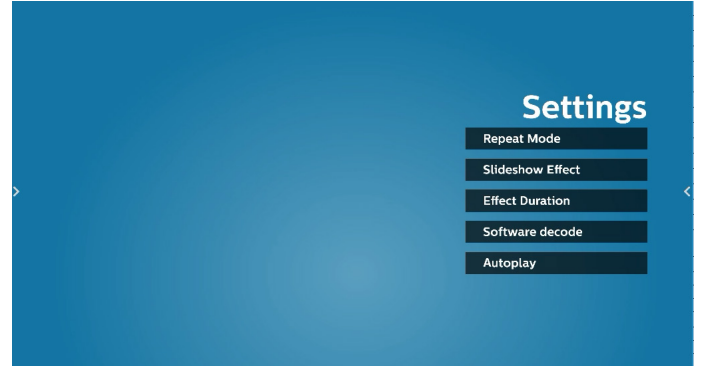 Settings
Repeat Mode
Slideshow Effect
Effect Duration
Software decode
Autoplay